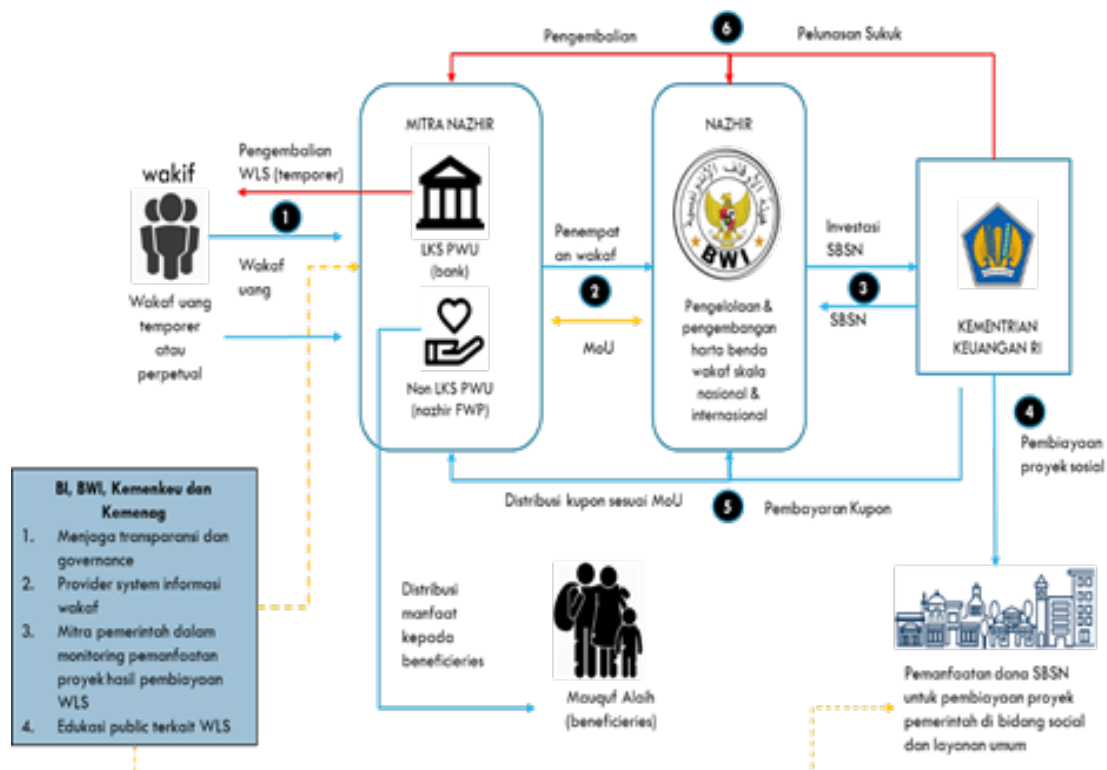 6
Pengembalian
Pelunasan Sukuk
MITRA NAZHIR
NAZHIR
wakif
Pengembalian
WLS (temporer)
1
Wakaf
uang
Wakaf uang
temporer
atau
perpetual
LKS PWU
(bank)
Non LKS PWU
(nazhir FWP)
Penempat
an wakaf
2
MoU
BWI
Pengelolaan &
pengembangan
harta benda
wakaf skala
nasional &
internasional
Investasi
SBSN
3
SBSN
KEMENTRIAN
KEUANGAN RI
4
Pembiayaan
proyek sosial
Distribusi kupon sesuai MoU
5
Pembayaran Kupon
BI, BWI, Kemenkeu dan
Kemenag
1. Menjaga transparansi dan
governance
2. Provider system informasi
wakaf
3. Mitra pemerintah dalam
monitoring pemanfaatan
proyek hasil pembiayaan
WLS
4. Edukasi public terkait WLS
Distribusi
manfaat
kepada
beneficieries
Mauquf Alaih
(beneficieries)
Pemanfaatan dana SBSN
untuk pembiayaan proyek
pemerintah di bidang social
dan layanan umum